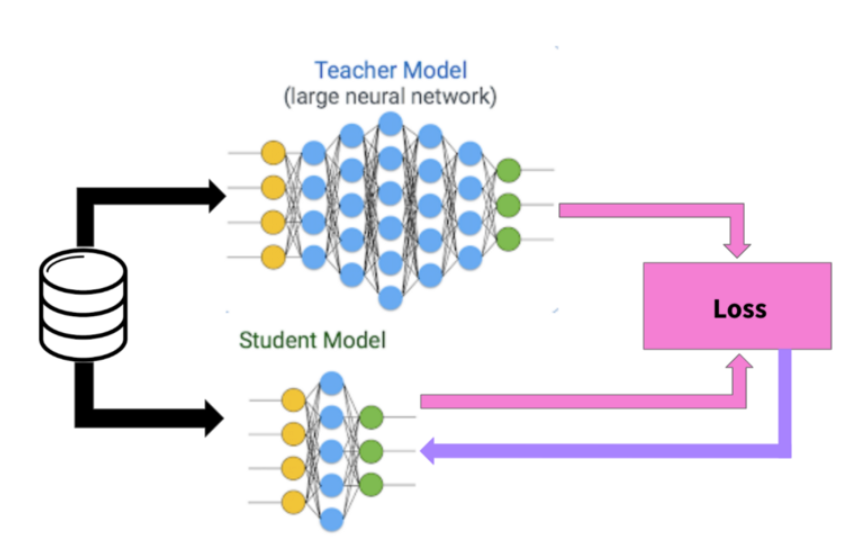 Teacher Model
(large neural network)
Loss
Student Model